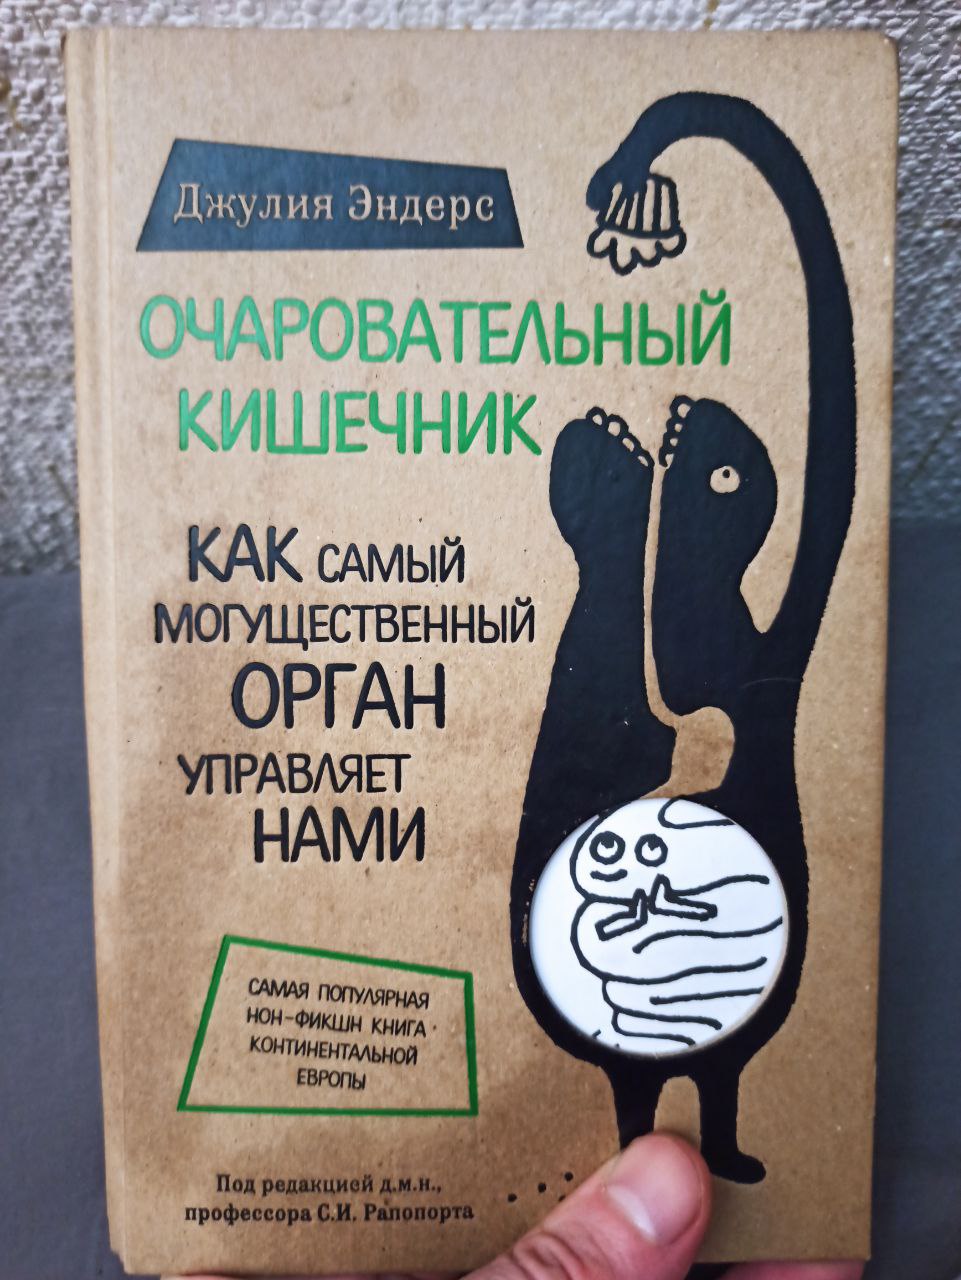 Джулия Эндерс
ОЧАРОВАТЕЛЬНЫЙ
КИШЕЧНИК
КАК САМЫЙ
МОГУЩЕСТВЕННЫЙ
ОРГАН
УПРАВЛЯЕТ
НАМИ
САМАЯ ПОПУЛЯРНАЯ
НОН-ФИКШН КНИГА
КОНТИНЕНТАЛЬНОЙ
ЕВРОПЫ
Под редакцией д.м.н.,
профессора С.И. Рапопорта